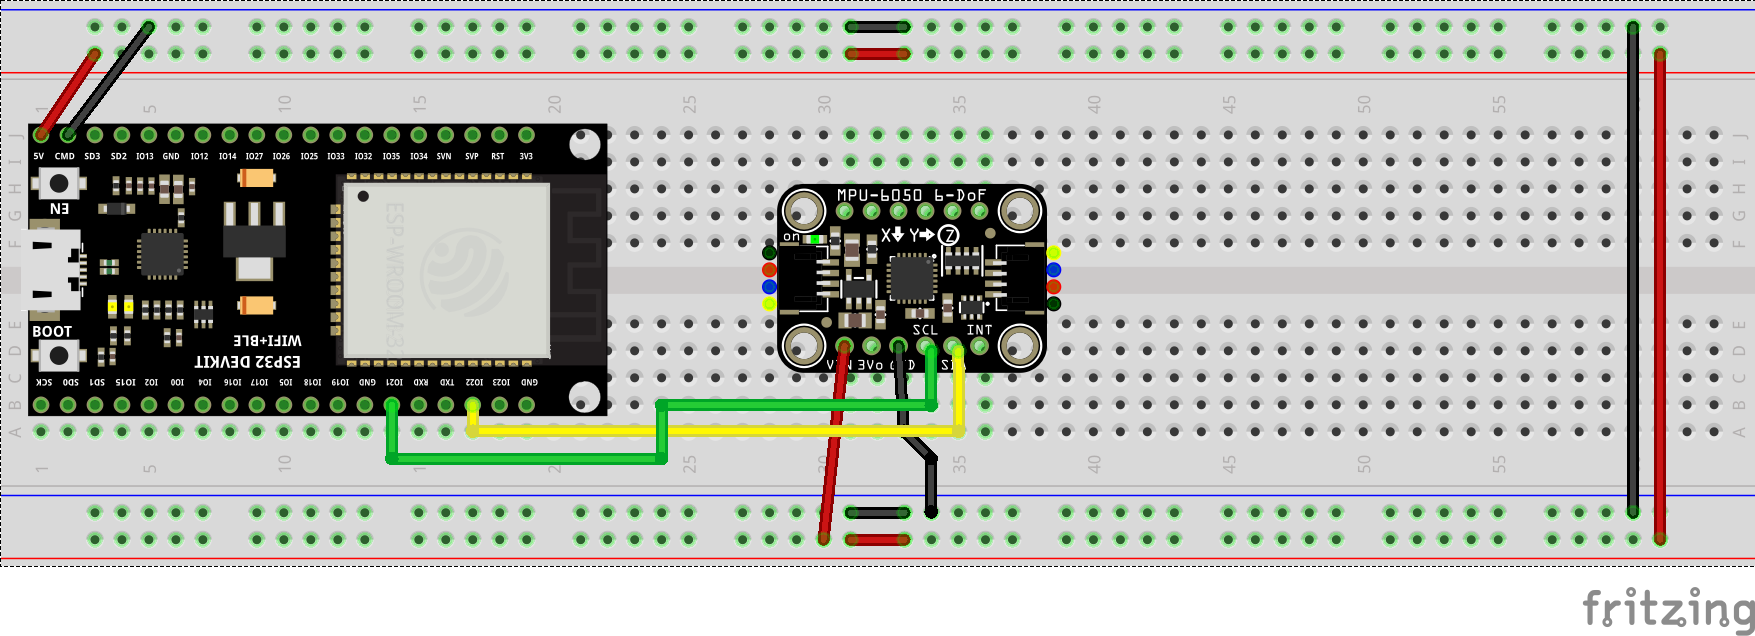 1 5 10 15 20 25 30 35 40 45 50 55
J J
I I
H H
G G
F F
E E
D D
C C
B B
A A
5V CMD SD3 SD2 IO13 GND IO12 IO14 IO27 IO26 IO25 IO33 IO32 IO35 IO34 SVN SVP RST 3V3
EN
ESP-WROOM-32
BOOT
WIFI+BLE
ESP32 DEVKIT
SCK SD0 SD1 IO15 IO2 IO0 IO4 IO16 IO17 IO5 IO18 IO19 GND IO21 RXD TXD IO22 IO23 GND
MPU-6050 6-DoF
on
X Y Z
SCL INT
3Vo
1 5 10 15 20 25 30 35 40 45 50 55
fritzing